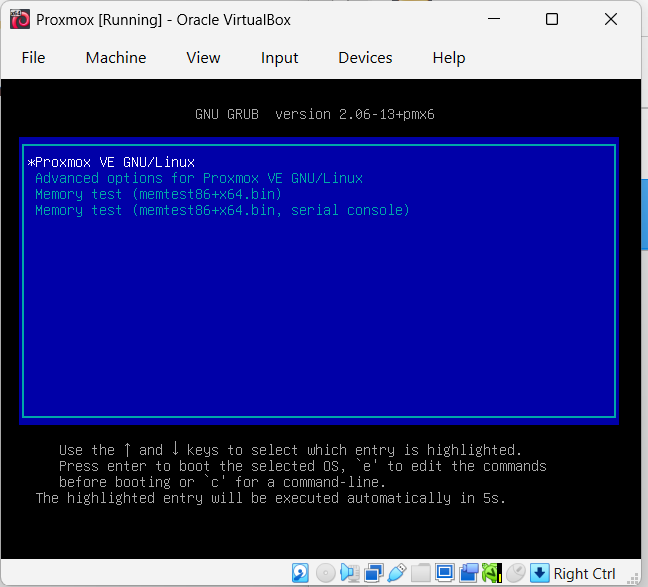 Proxmox [Running] - Oracle VirtualBox
File Machine View Input Devices Help
GNU GRUB  version 2.06-13+pmx6
*Proxmox VE GNU/Linux
Advanced options for Proxmox VE GNU/Linux
Memory test (memtest86+x64.bin)
Memory test (memtest86+x64.bin, serial console)
Use the ↑ and ↓ keys to select which entry is highlighted.
Press enter to boot the selected OS, `e' to edit the commands
before booting or `c' for a command-line.
The highlighted entry will be executed automatically in 5s.
Right Ctrl